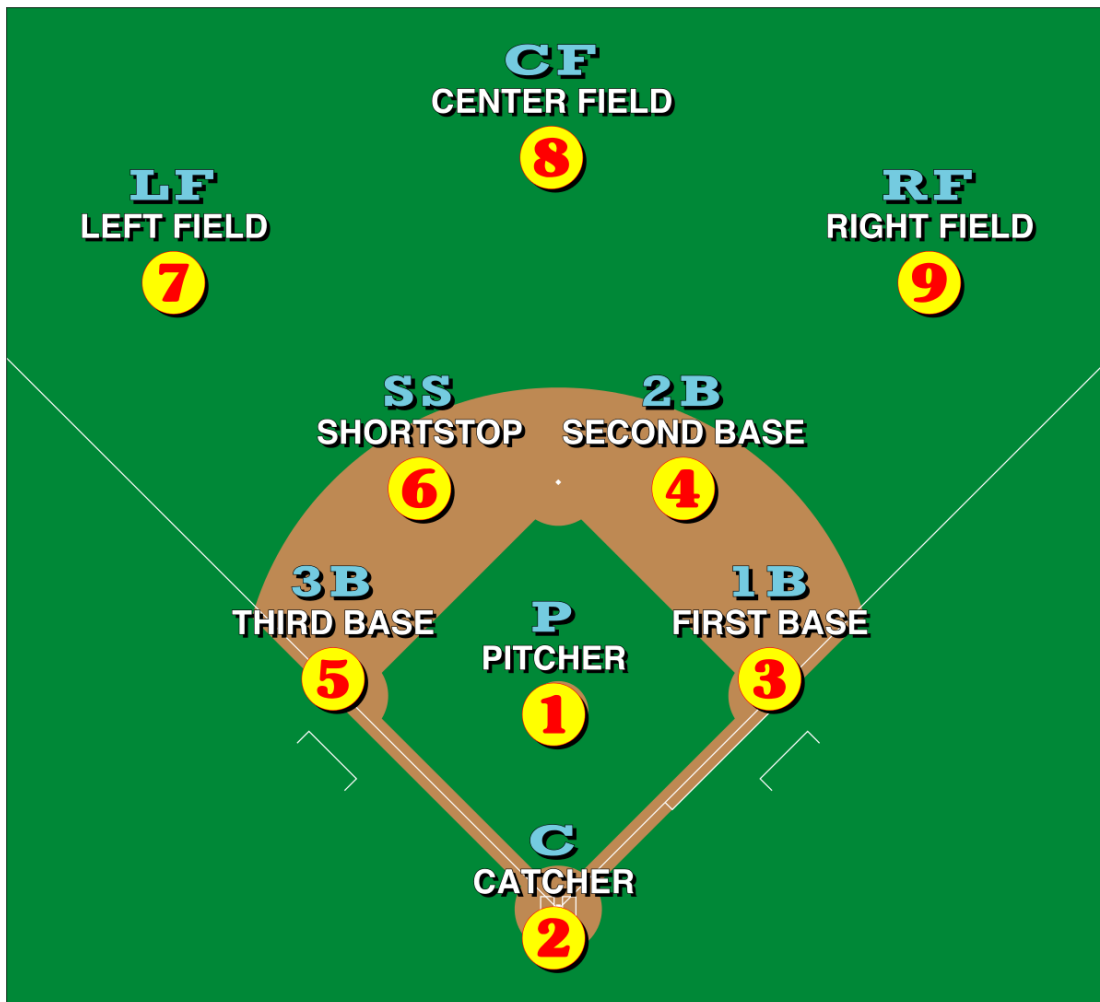 CF
CENTER FIELD
8
LF
LEFT FIELD
7
RF
RIGHT FIELD
9
SS
SHORTSTOP
6
2B
SECOND BASE
4
3B
THIRD BASE
5
1B
FIRST BASE
3
P
PITCHER
1
C
CATCHER
2